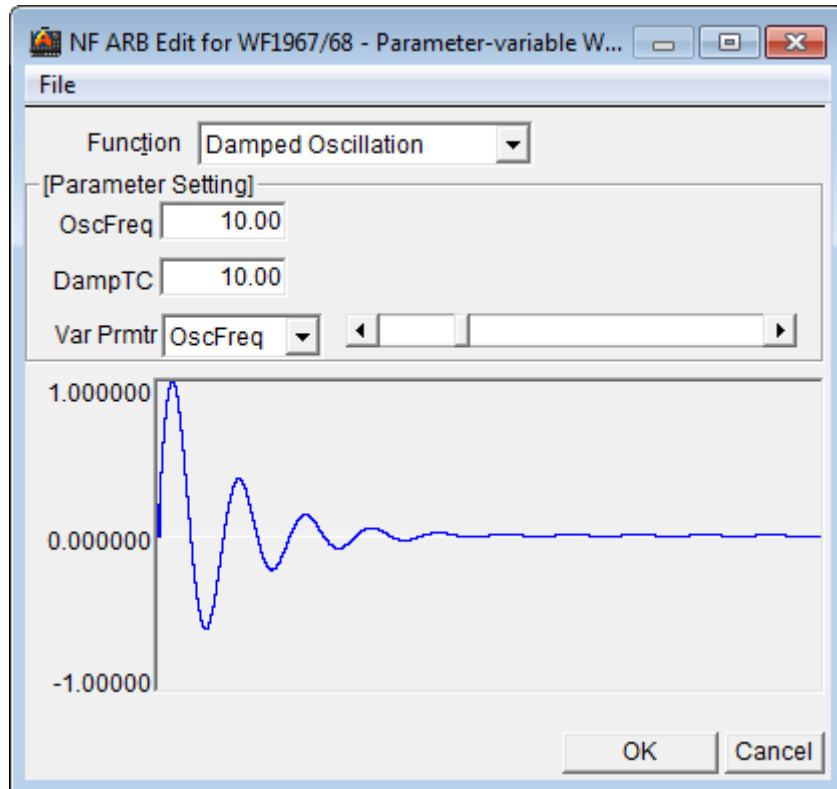 NF ARB Edit for WF1967/68 - Parameter-variable W...
File
Function Damped Oscillation
[Parameter Setting]
OscFreq 10.00
DampTC 10.00
Var Prmtr OscFreq
1.000000
0.000000
-1.00000
OK Cancel